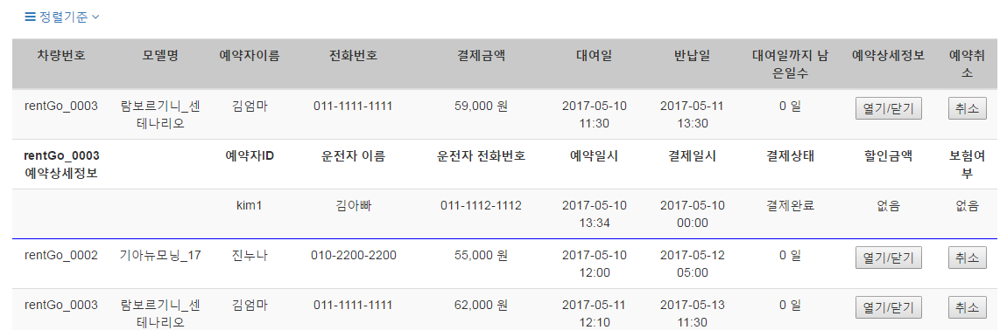 정렬기준
차량번호 모델명 예약자이름 전화번호 결제금액 대여일 반납일 대여일까지 남 예약상세정보 예약취
은일수 소
rentGo_0003 람보르기니_센 김엄마 011-1111-1111 59,000 원 2017-05-10 2017-05-11 0 일 열기/닫기 취소
테나리오 11:30 13:30
rentGo_0003 예약자ID 운전자 이름 운전자 전화번호 예약일시 결제일시 결제상태 할인금액 보험여
예약상세정보 부
kim1 김아빠 011-1112-1112 2017-05-10 2017-05-10 결제완료 없음 없음
13:34 00:00
rentGo_0002 기아뉴모닝_17 진누나 010-2200-2200 55,000 원 2017-05-10 2017-05-12 0 일 열기/닫기 취소
12:00 05:00
rentGo_0003 람보르기니_센 김엄마 011-1111-1111 62,000 원 2017-05-11 2017-05-13 0 일 열기/닫기 취소
테나리오 12:10 11:30